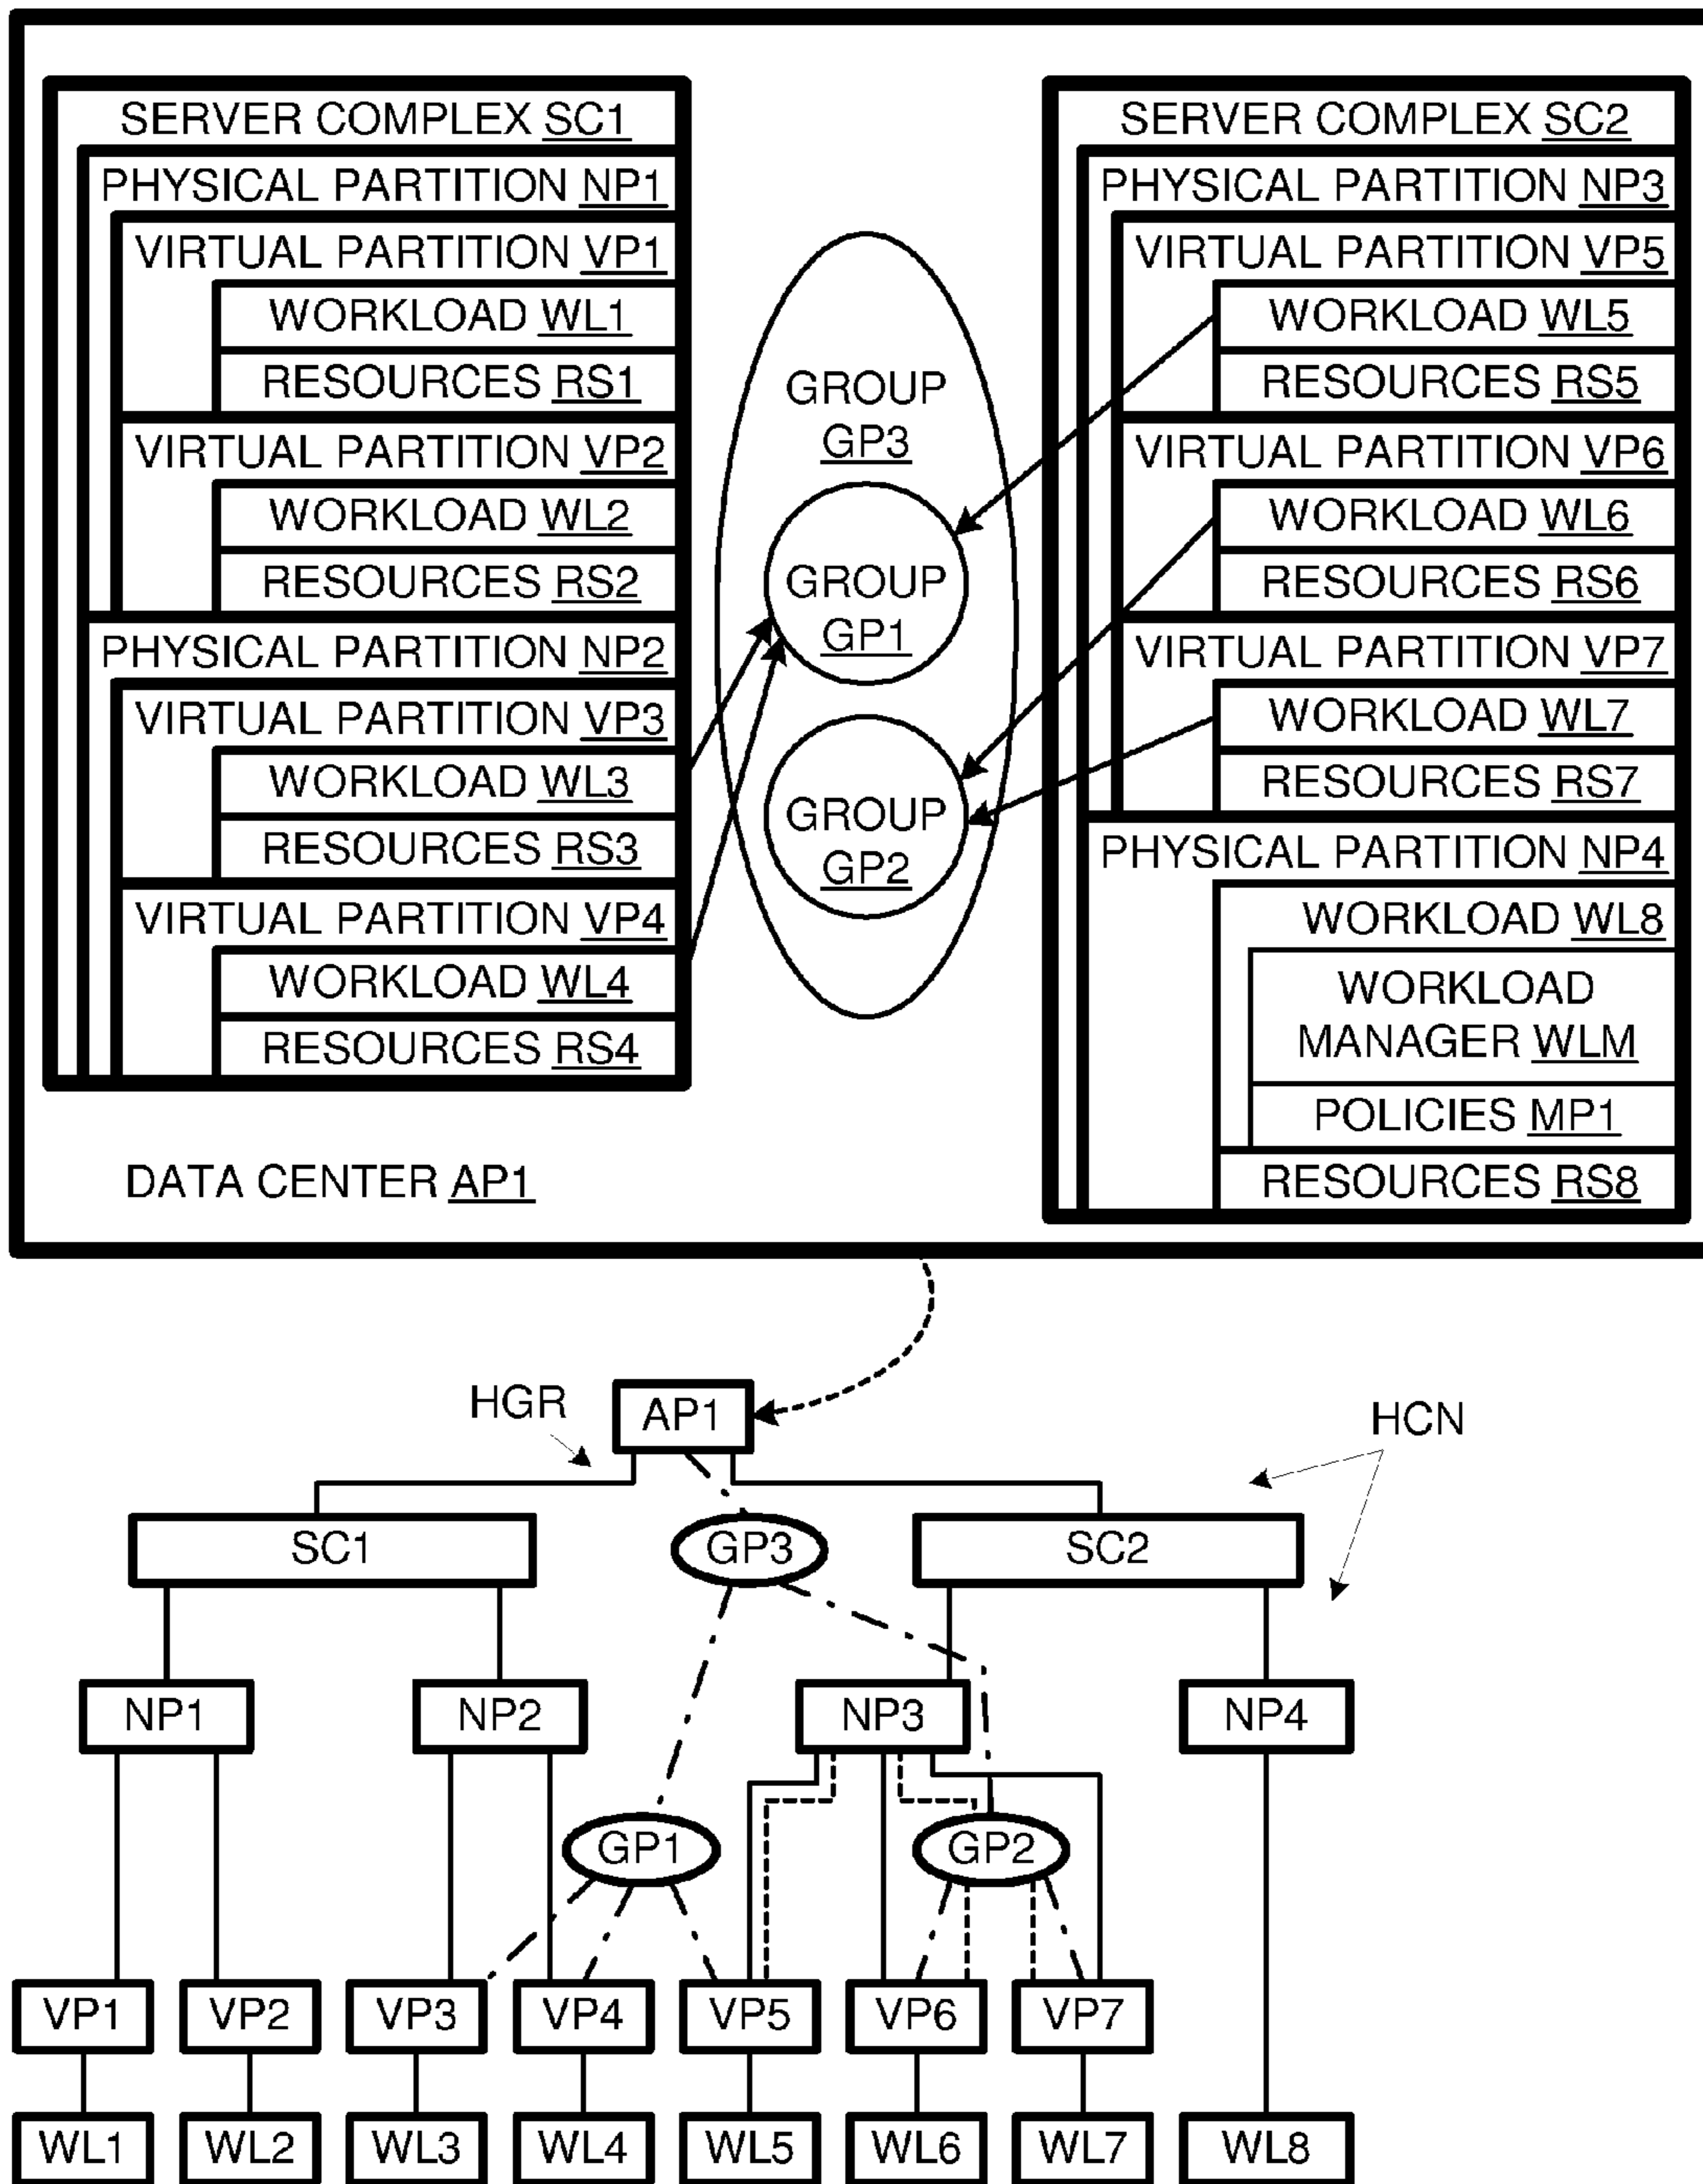 SERVER COMPLEX SC1
PHYSICAL PARTITION NP1
VIRTUAL PARTITION VP1
WORKLOAD WL1
RESOURCES RS1
VIRTUAL PARTITION VP2
WORKLOAD WL2
RESOURCES RS2
PHYSICAL PARTITION NP2
VIRTUAL PARTITION VP3
WORKLOAD WL3
RESOURCES RS3
VIRTUAL PARTITION VP4
WORKLOAD WL4
RESOURCES RS4
GROUP
GP3
GROUP
GP1
GROUP
GP2
SERVER COMPLEX SC2
PHYSICAL PARTITION NP3
VIRTUAL PARTITION VP5
WORKLOAD WL5
RESOURCES RS5
VIRTUAL PARTITION VP6
WORKLOAD WL6
RESOURCES RS6
VIRTUAL PARTITION VP7
WORKLOAD WL7
RESOURCES RS7
PHYSICAL PARTITION NP4
WORKLOAD WL8
WORKLOAD
MANAGER WLM
POLICIES MP1
RESOURCES RS8
DATA CENTER AP1
HGR
AP1
HCN
SC1
GP3
SC2
NP1
NP2
NP3
NP4
GP1
GP2
VP1
VP2
VP3
VP4
VP5
VP6
VP7
WL1
WL2
WL3
WL4
WL5
WL6
WL7
WL8